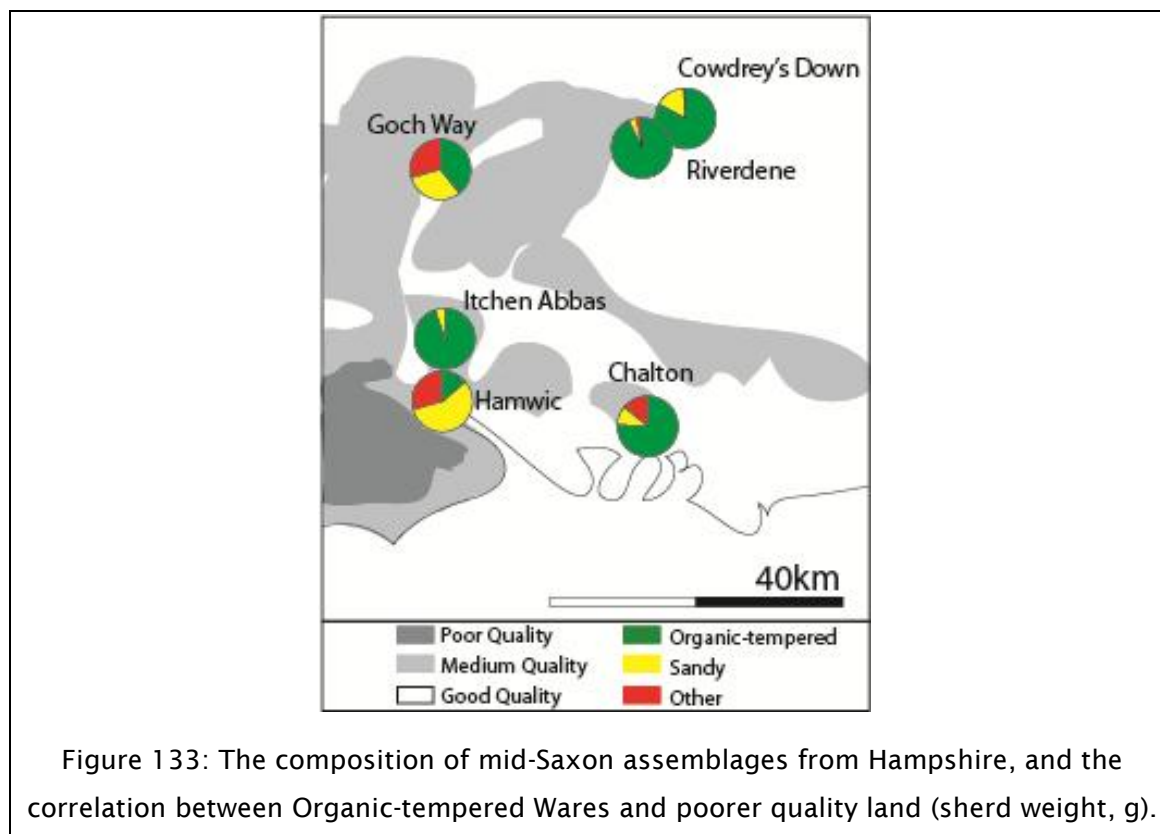 Cowdrey's Down
Goch Way
Riverdene
Itchen Abbas
Chalton
Hamwic
40km
Poor Quality
Organic-tempered
Medium Quality
Sandy
Good Quality
Other
Figure 133: The composition of mid-Saxon assemblages from Hampshire, and the
correlation between Organic-tempered Wares and poorer quality land (sherd weight, g).